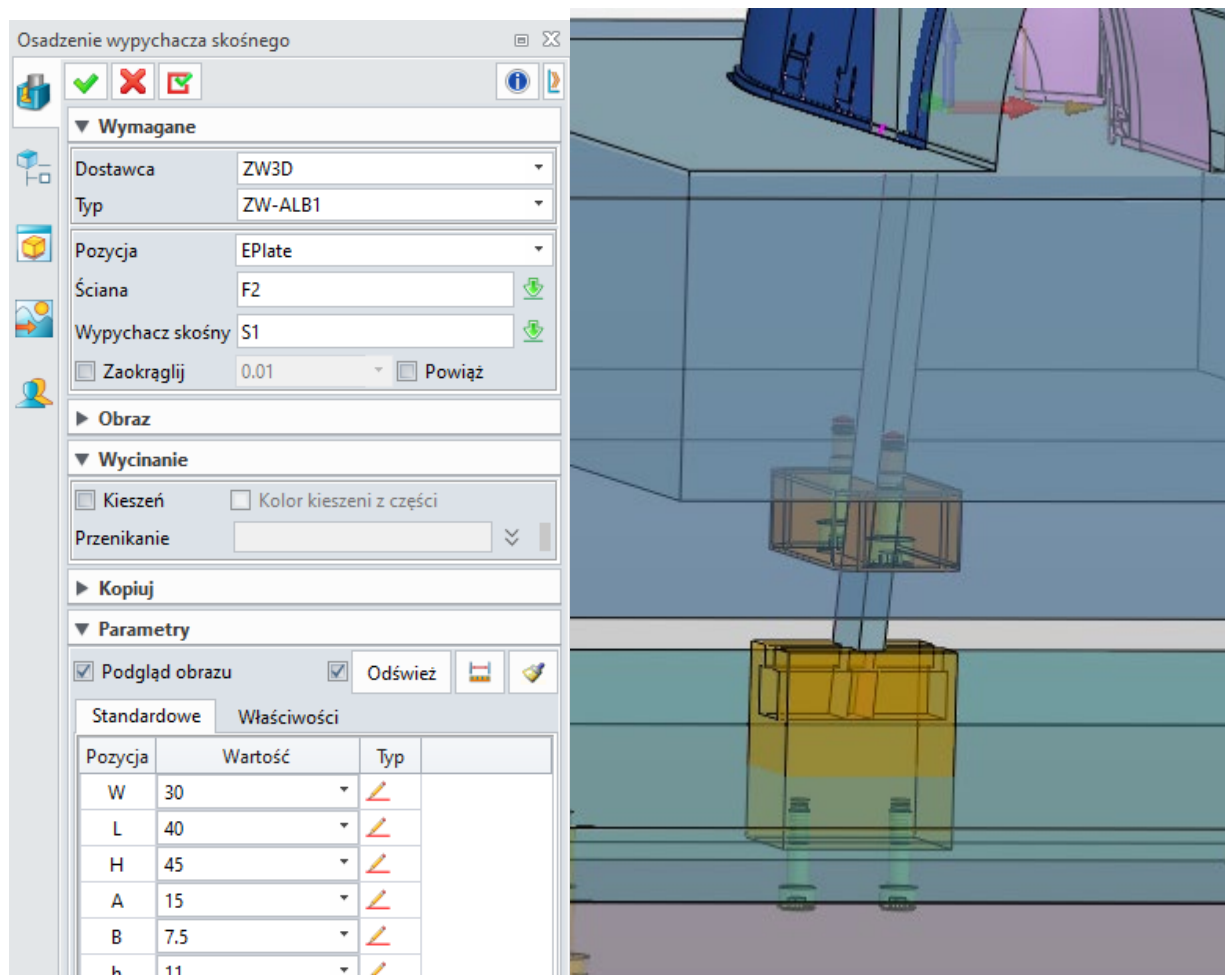 Osadzenie wypychacza skośnego
Wymagane
Dostawca ZW3D
Typ ZW-ALB1
Pozycja EPlate
Ściana F2
Wypychacz skośny S1
Zaokrąglij 0.01 Powiąż
Obraz
Wycinanie
Kieszeń Kolor kieszeni z części
Przenikanie
Kopiuj
Parametry
Podgląd obrazu Odśwież
Standardowe Właściwości
Pozycja Wartość Typ
W 30
L 40
H 45
A 15
B 7.5
h 11